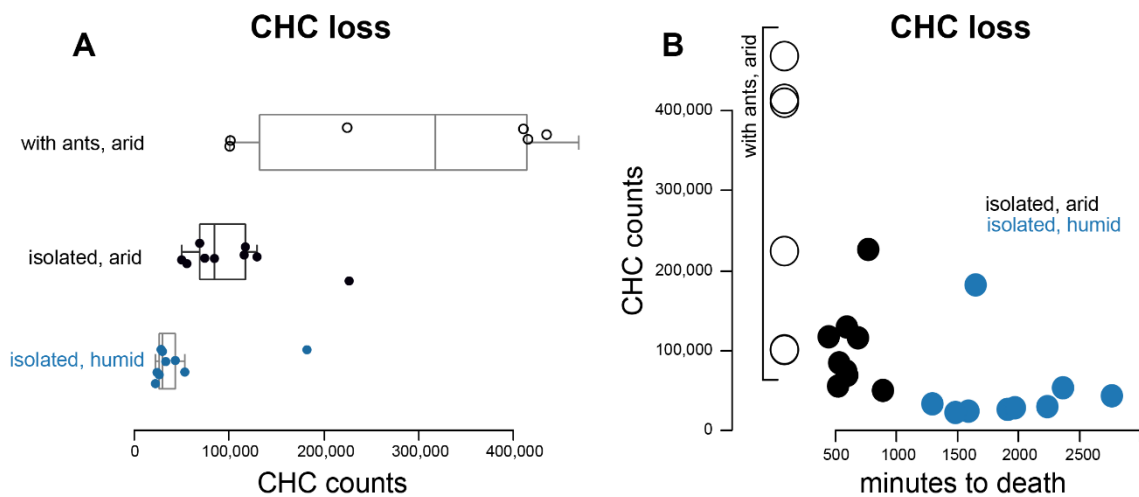 CHC loss
A
with ants, arid
isolated, arid
isolated, humid
0
100,000
200,000
300,000
400,000
CHC counts
CHC loss
B
with ants, arid
CHC counts
400,000
300,000
200,000
100,000
0
isolated, arid
isolated, humid
500
1000
1500
2000
2500
minutes to death